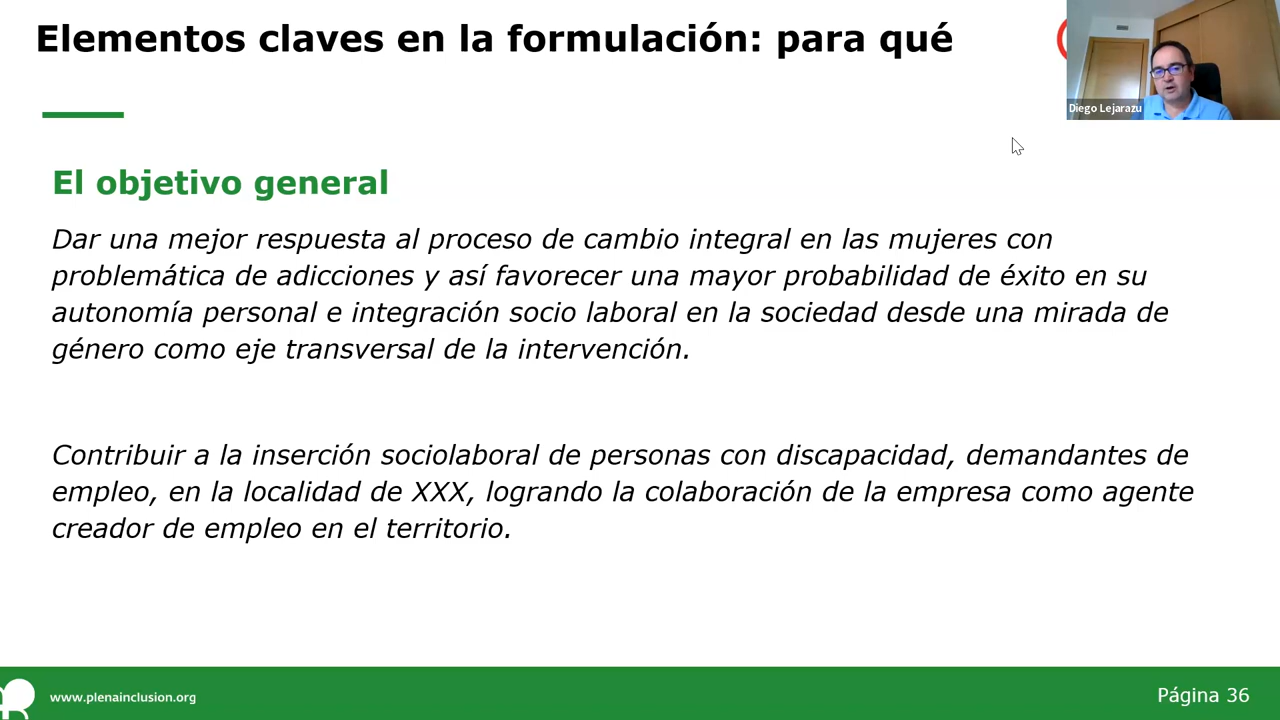 Elementos claves en la formulación: para qué
Diego Lejarazu
El objetivo general
Dar una mejor respuesta al proceso de cambio integral en las mujeres con
problemática de adicciones y así favorecer una mayor probabilidad de éxito en su
autonomía personal e integración socio laboral en la sociedad desde una mirada de
género como eje transversal de la intervención.
Contribuir a la inserción sociolaboral de personas con discapacidad, demandantes de
empleo, en la localidad de XXX, logrando la colaboración de la empresa como agente
creador de empleo en el territorio.
www.plenainclusion.org
Página 36